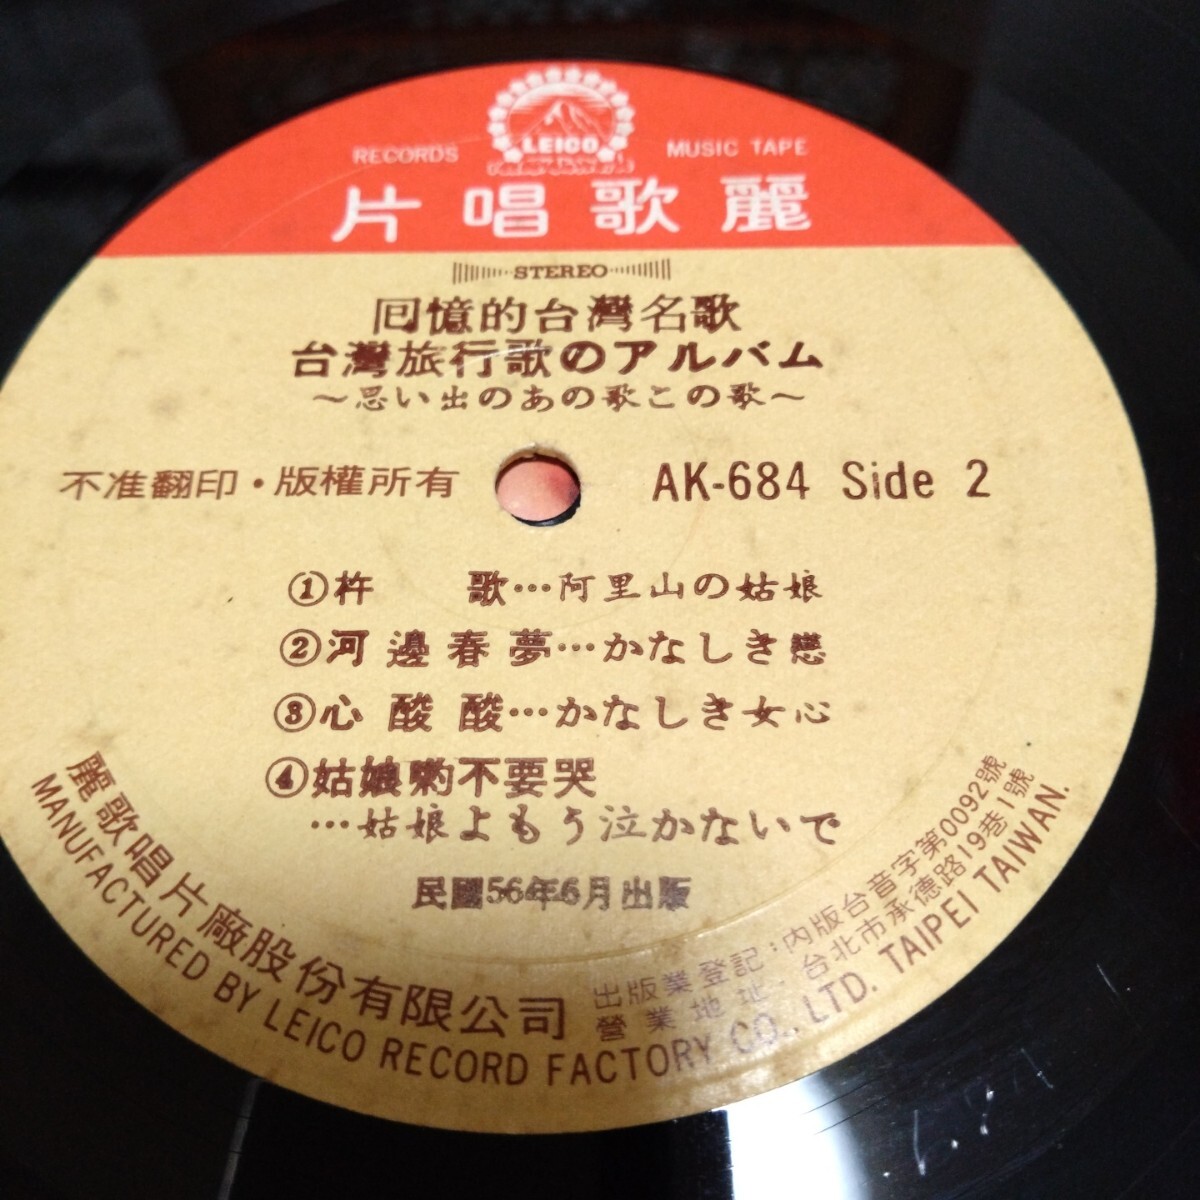 LEICO
RECORDS MUSIC TAPE
片唱歌麗
STEREO
回憶的台灣名歌
台灣旅行歌のアルバム
~思い出のあの歌この歌~
不准翻印・版權所有
AK-684 Side 2
①杵 歌…阿里山の姑娘
②河邊春夢…かなしき戀
③心酸酸…かなしき女心
④姑娘喲不要哭
…姑娘よもう泣かないで
民國56年6月出版
麗歌唱片廠股份有限公司
出版業登記:內版台音字第0092號
營業地址:台北市承德路19巷1號
MANUFACTURED BY LEICO RECORD FACTORY CO., LTD. TAIPEI TAIWAN.